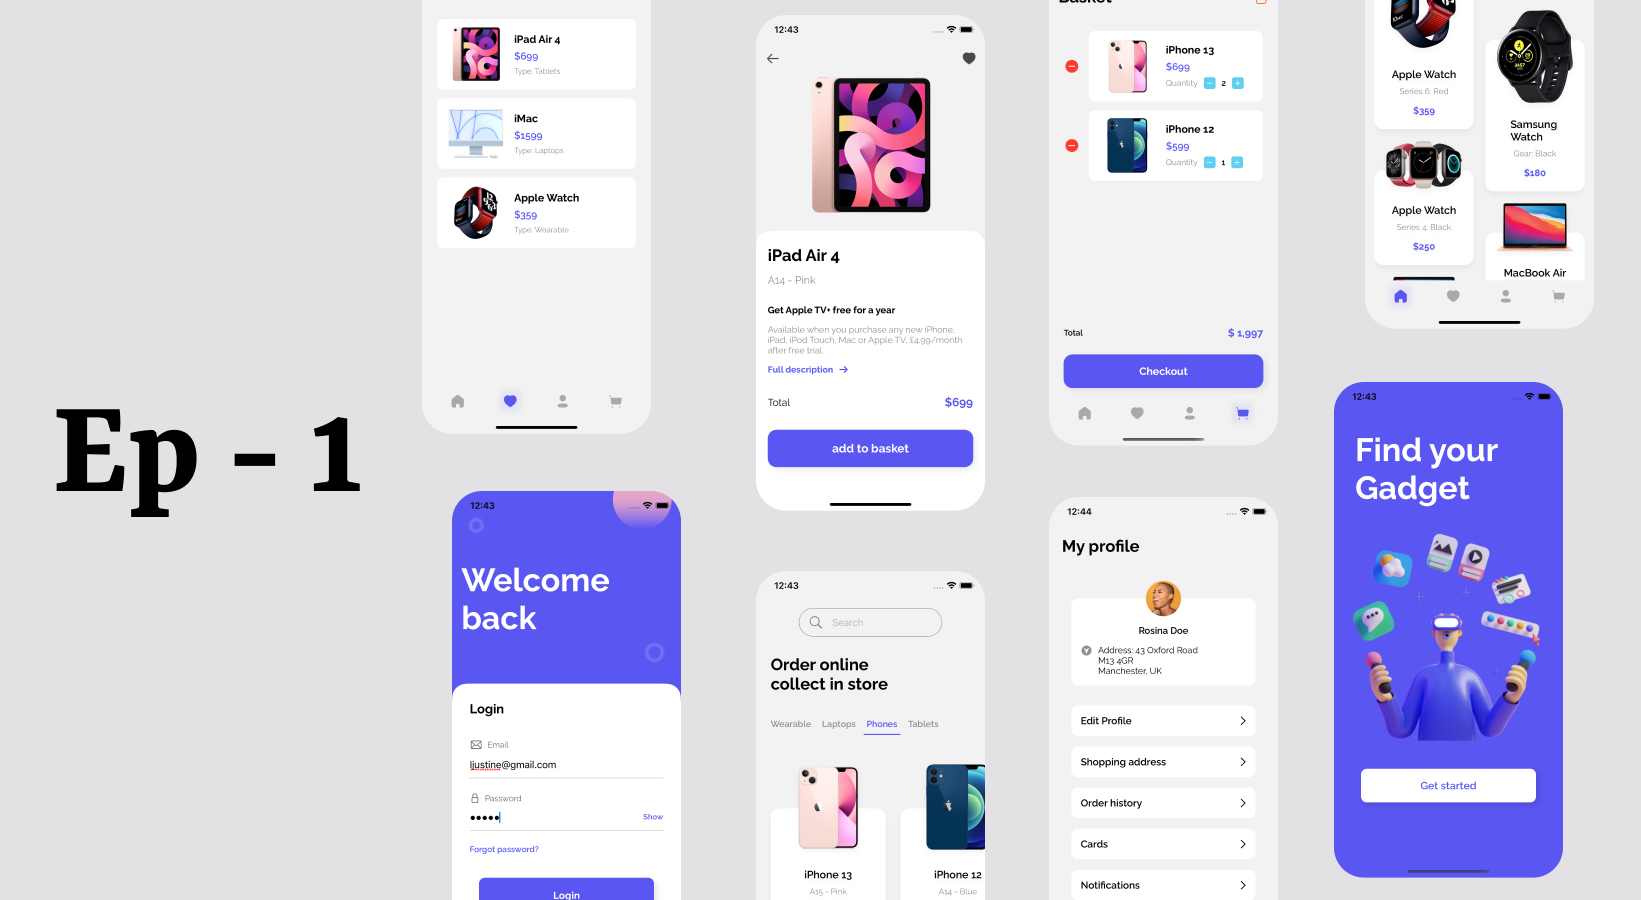 Ep - 1
iPad Air 4
$699
Type: Tablets
iMac
$1599
Type: Laptops
Apple Watch
$359
Type: Wearable
12:43
Welcome
back
Login
Email
ljustine@gmail.com
Password
Show
Forgot password?
Login
12:43
iPad Air 4
A14 - Pink
Get Apple TV+ free for a year
Available when you purchase any new iPhone,
iPad, iPod Touch, Mac or Apple TV, £4.99/month
after free trial.
Full description
Total
$699
add to basket
12:43
Search
Order online
collect in store
Wearable Laptops Phones Tablets
iPhone 13
A15 - Pink
iPhone 12
A14 - Blue
Basket
iPhone 13
$699
Quantity 2
iPhone 12
$599
Quantity 1
Total
$ 1,997
Checkout
12:44
My profile
Rosina Doe
Address: 43 Oxford Road
M13 4GR
Manchester, UK
Edit Profile
Shopping address
Order history
Cards
Notifications
Apple Watch
Series 6: Red
$359
Apple Watch
Series 4: Black
$250
Samsung
Watch
Gear: Black
$180
MacBook Air
12:43
Find your
Gadget
Get started